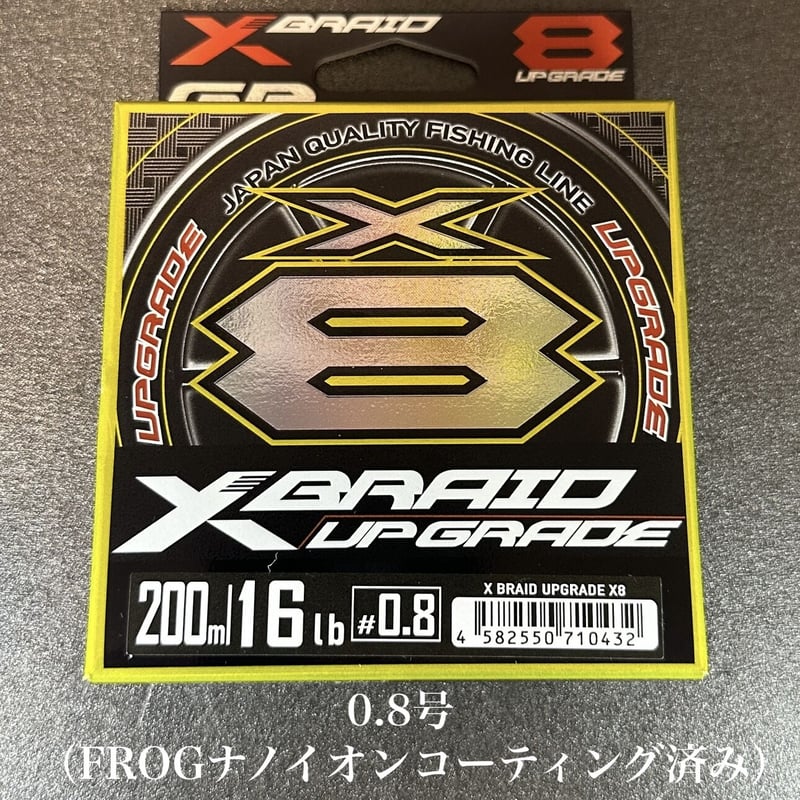 X BRAID
8
UPGRADE
JAPAN QUALITY FISHING LINE
UPGRADE
UPGRADE
X
8
XBRAID
UPGRADE
200m 16lb #0.8
X BRAID UPGRADE X8
4 582550 710432
0.8号
（FROGナノイオンコーティング済み）